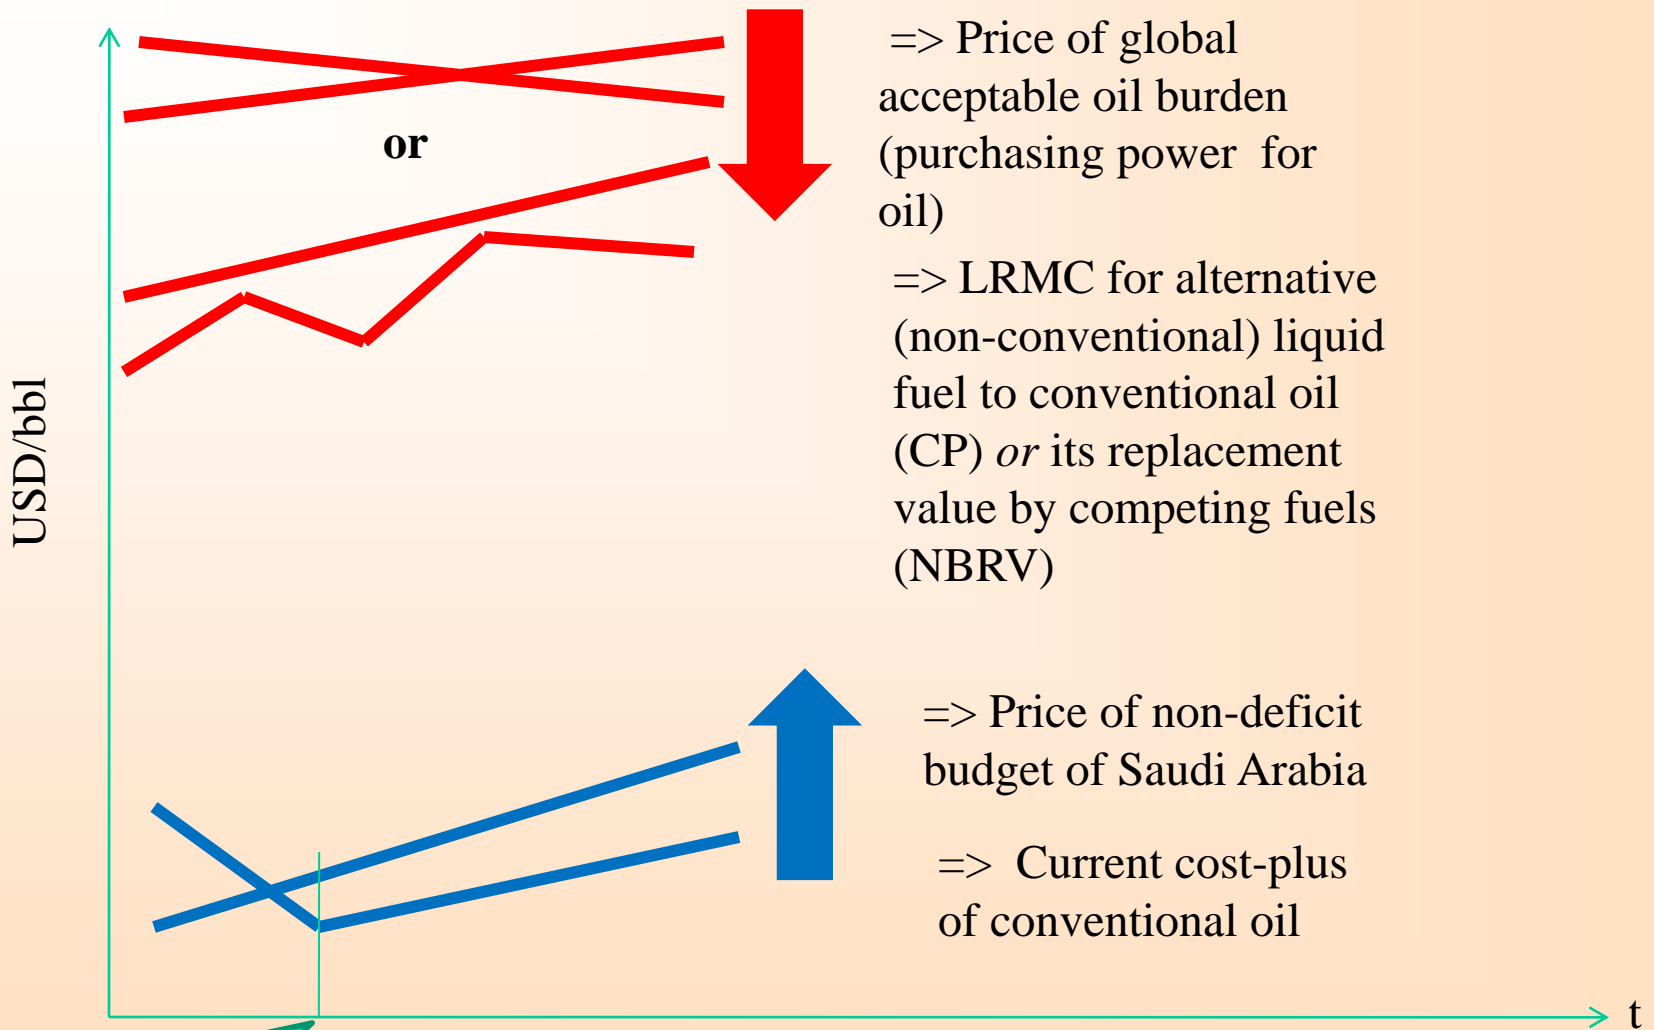 => Price of global
acceptable oil burden
(purchasing power for
oil)
or
=> LRMC for alternative
(non-conventional) liquid
fuel to conventional oil
(CP) or its replacement
value by competing fuels
(NBRV)
USD/bbl
=> Price of non-deficit
budget of Saudi Arabia
=> Current cost-plus
of conventional oil
t